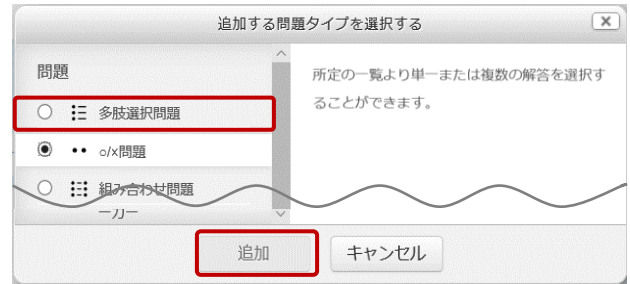 追加する問題タイプを選択する
問題
多肢選択問題
o/x問題
組み合わせ問題
ーカー
所定の一覧より単一または複数の解答を選択す
ることができます。
追加
キャンセル